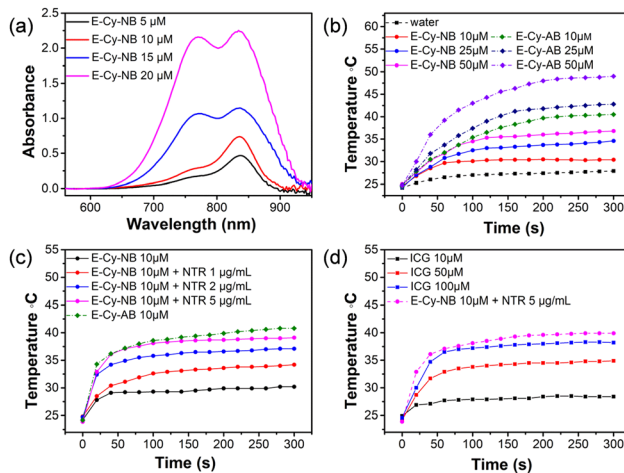 (a)
E-Cy-NB 5 μM
E-Cy-NB 10 μM
E-Cy-NB 15 μM
E-Cy-NB 20 μM
Absorbance
2.5
2.0
1.5
1.0
0.5
0.0
600 700 800 900
Wavelength (nm)
(b)
water
E-Cy-NB 10μM E-Cy-AB 10μM
E-Cy-NB 25μM E-Cy-AB 25μM
E-Cy-NB 50μM E-Cy-AB 50μM
Temperature °C
60
55
50
45
40
35
30
25
0 50 100 150 200 250 300
Time (s)
(c)
E-Cy-NB 10μM
E-Cy-NB 10μM + NTR 1 μg/mL
E-Cy-NB 10μM + NTR 2 μg/mL
E-Cy-NB 10μM + NTR 5 μg/mL
E-Cy-AB 10μM
Temperature °C
55
50
45
40
35
30
25
0 50 100 150 200 250 300
Time (s)
(d)
ICG 10μM
ICG 50μM
ICG 100μM
E-Cy-NB 10μM + NTR 5 μg/mL
Temperature °C
55
50
45
40
35
30
25
0 50 100 150 200 250 300
Time (s)